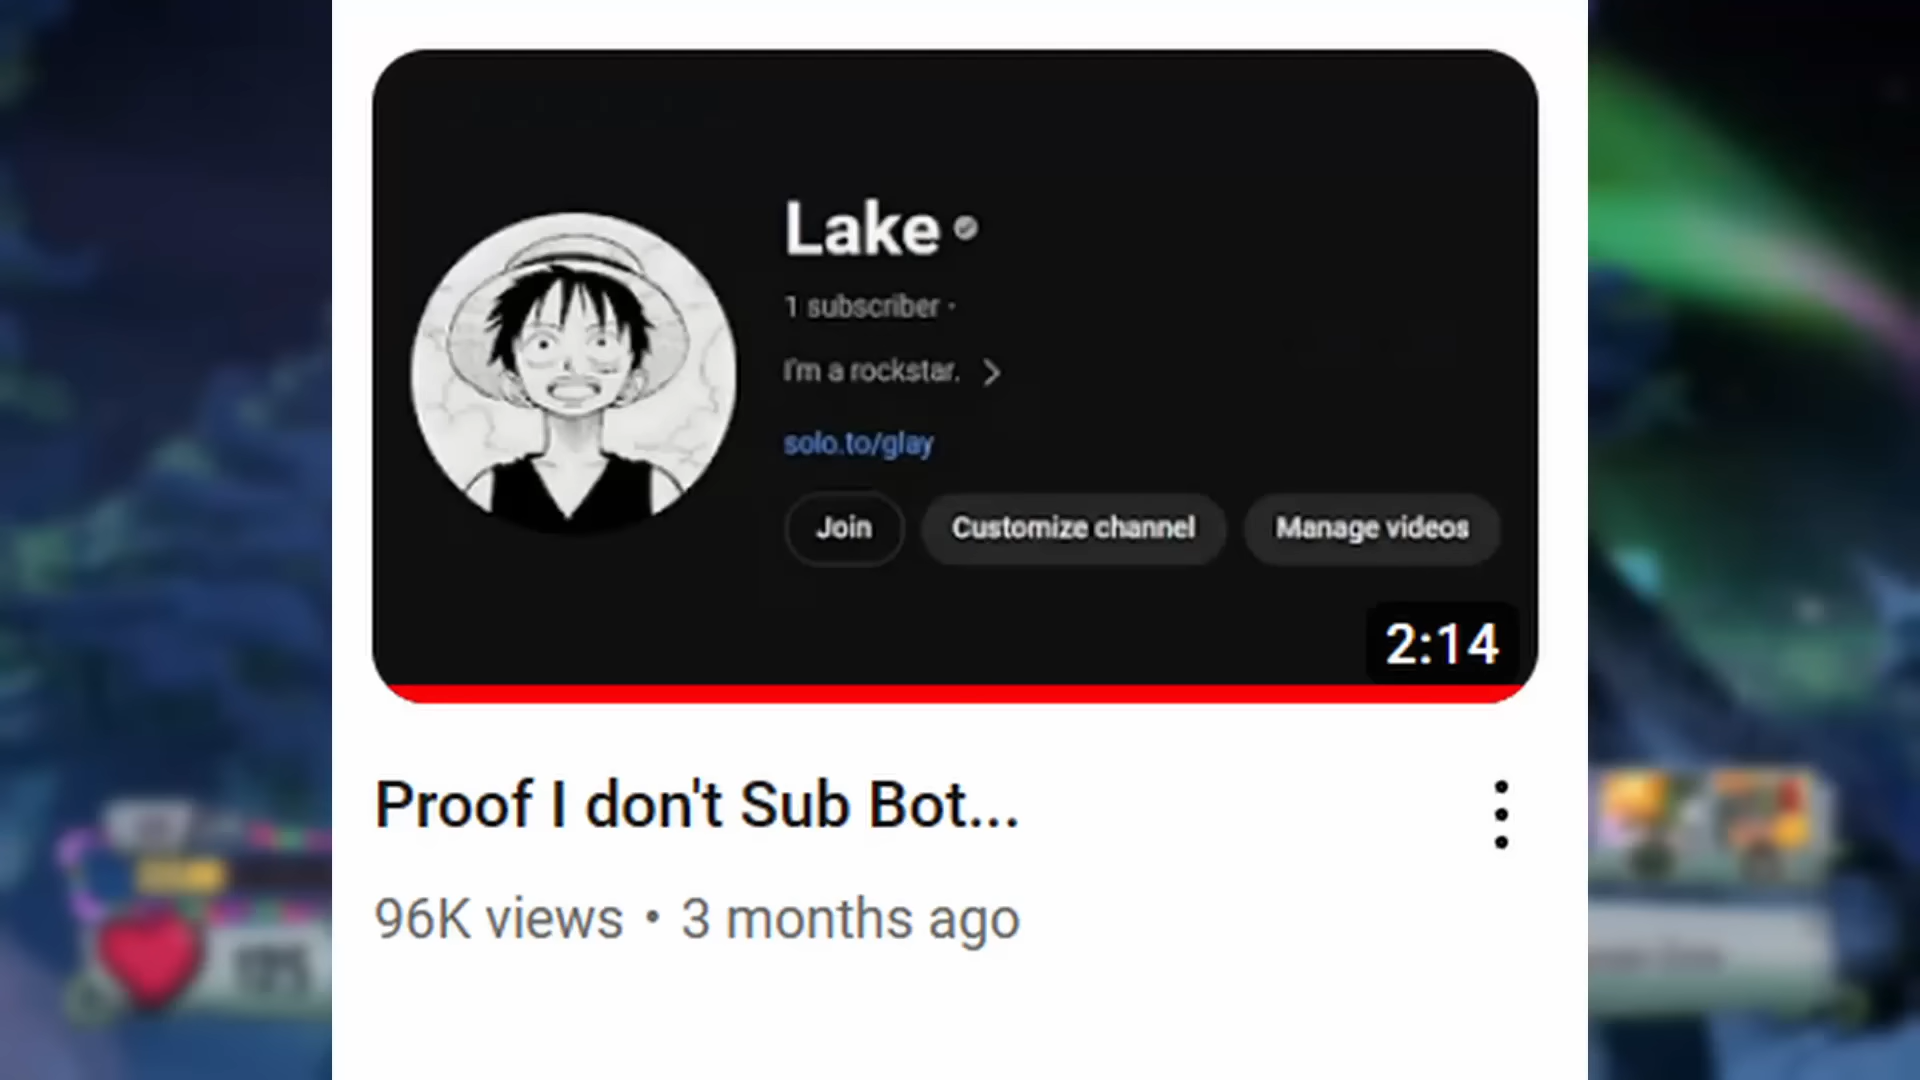 Lake
1 subscriber •
I'm a rockstar.
solo.to/glay
Join
Customize channel
Manage videos
2:14
Proof I don't Sub Bot...
96K views • 3 months ago